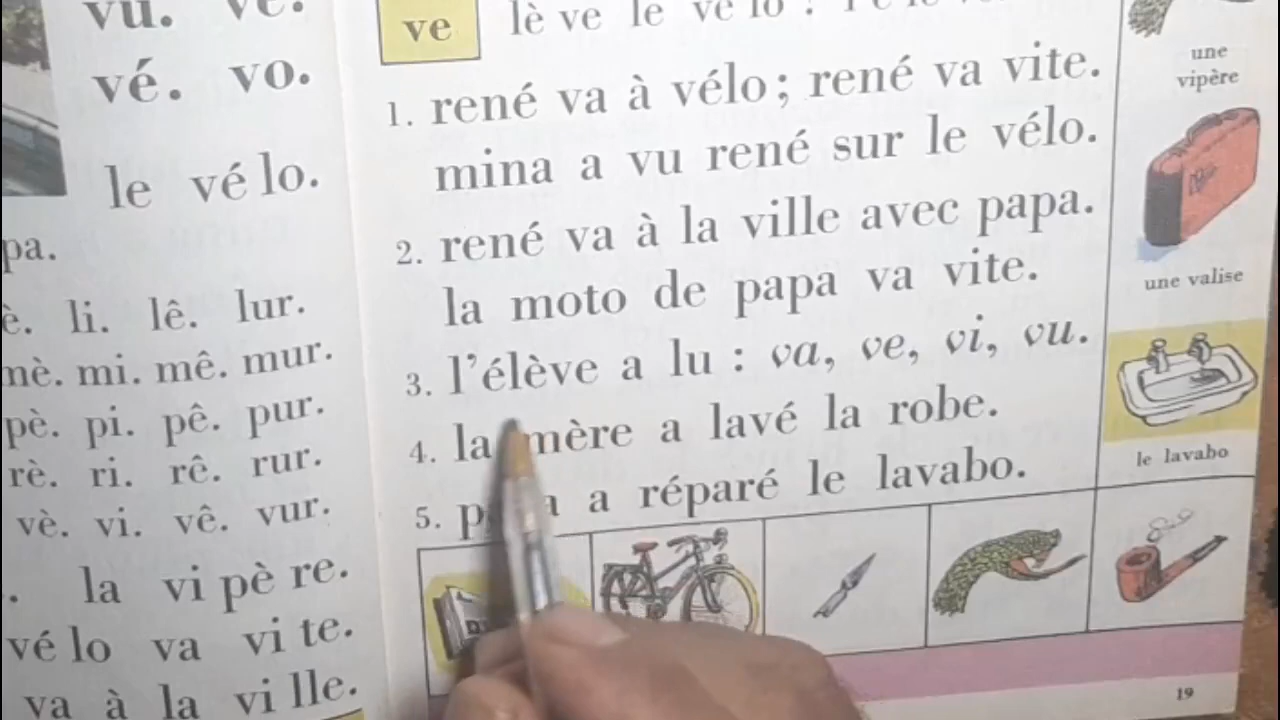 vu. ve.
vé. vo.
le vé lo.
pa.
è. li. lê. lur.
mè. mi. mê. mur.
pè. pi. pê. pur.
rè. ri. rê. rur.
vè. vi. vê. vur.
. la vi pè re.
vé lo va vi te.
va à la vi lle.
ve lè ve le vé lo
1. rené va à vélo ; rené va vite.
mina a vu rené sur le vélo.
2. rené va à la ville avec papa.
la moto de papa va vite.
3. l'élève a lu : va, ve, vi, vu.
4. la mère a lavé la robe.
5. a réparé le lavabo.
une
vipère
une valise
le lavabo
19